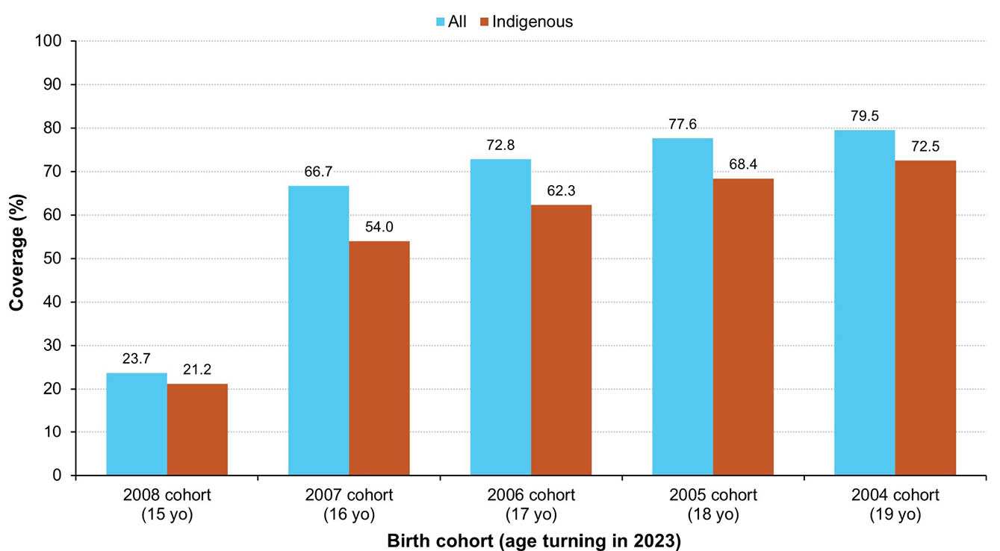 All Indigenous
100
90
80
70
60
50
40
30
20
10
0
Coverage (%)
23.7
21.2
66.7
54.0
72.8
62.3
77.6
68.4
79.5
72.5
2008 cohort
(15 yo)
2007 cohort
(16 yo)
2006 cohort
(17 yo)
2005 cohort
(18 yo)
2004 cohort
(19 yo)
Birth cohort (age turning in 2023)